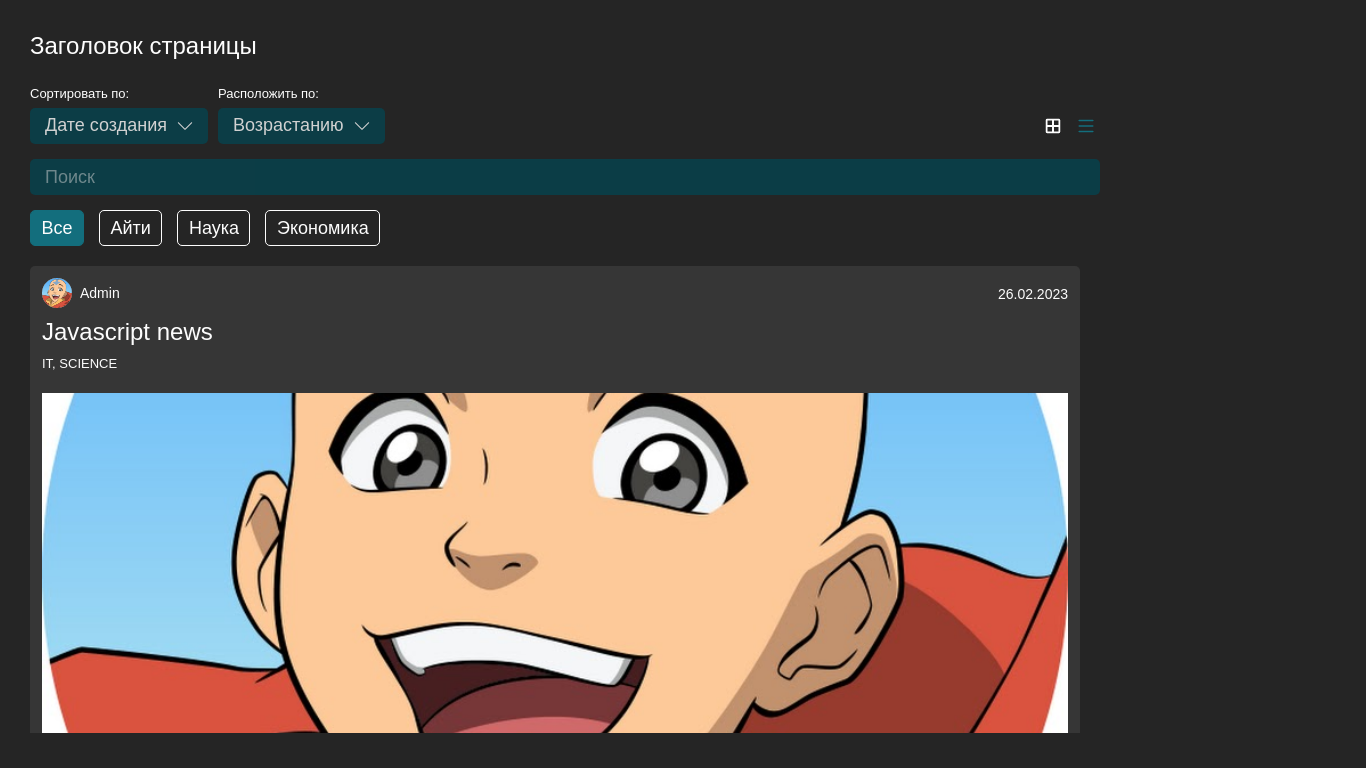 Заголовок страницы
Сортировать по: Расположить по:
Дате создания Возрастанию
Поиск
Все Айти Наука Экономика
Admin 26.02.2023
Javascript news
IT, SCIENCE